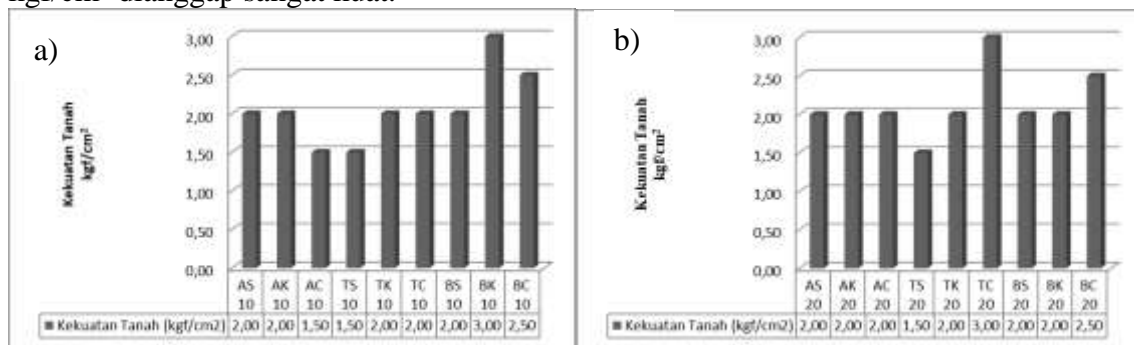 kgf/cm² dianggap sangat kuat.
a)
Kekuatan Tanah
kgf/cm²
3,00
2,50
2,00
1,50
1,00
0,50
0,00
AS AK AC TS TK TC BS BK BC
10 10 10 10 10 10 10 10 10
Kekuatan Tanah (kgf/cm2) 2,00 2,00 1,50 1,50 2,00 2,00 2,00 3,00 2,50
b)
Kekuatan Tanah
kgf/cm²
3,00
2,50
2,00
1,50
1,00
0,50
0,00
AS AK AC TS TK TC BS BK BC
20 20 20 20 20 20 20 20 20
Kekuatan Tanah (kgf/cm2) 2,00 2,00 2,00 1,50 2,00 3,00 2,00 2,00 2,50